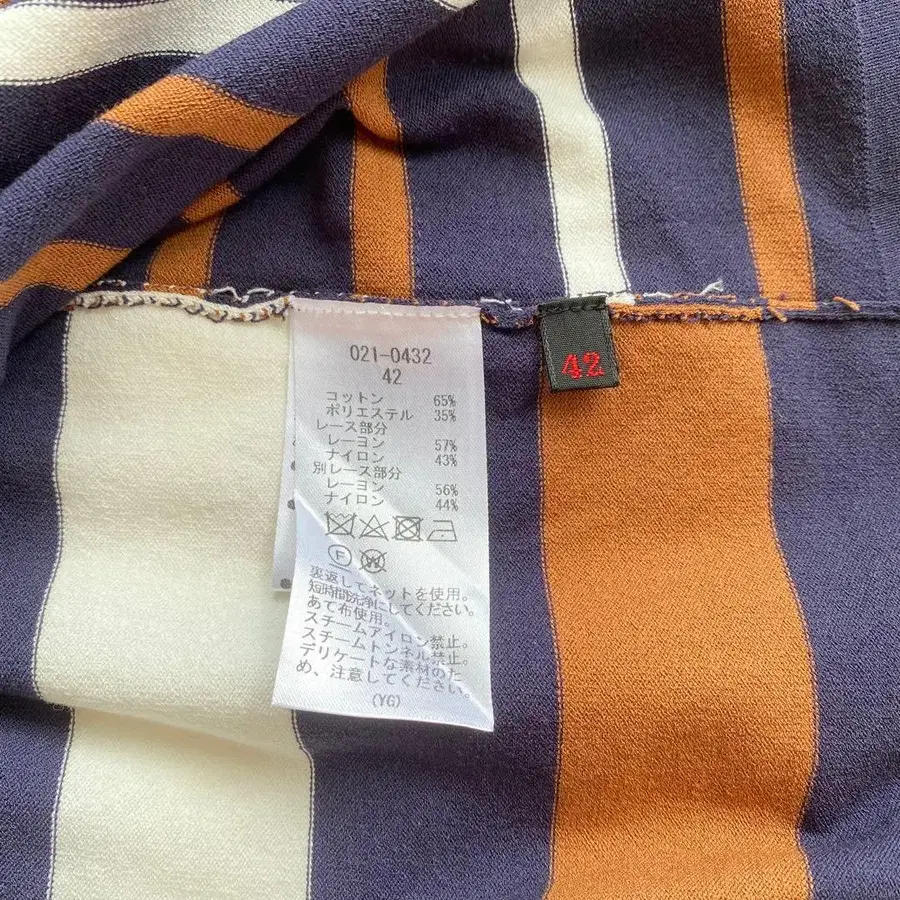 021-0432
42
コットン 65%
ポリエステル 35%
レース部分
レーヨン 57%
ナイロン 43%
別レース部分
レーヨン 56%
ナイロン 44%
F W
裏返してネットを使用。
短時間洗浄にしてください。
あて布使用。
スチームアイロン禁止。
スチームトンネル禁止。
デリケートな素材のた
め、注意してください。
(YG)
42